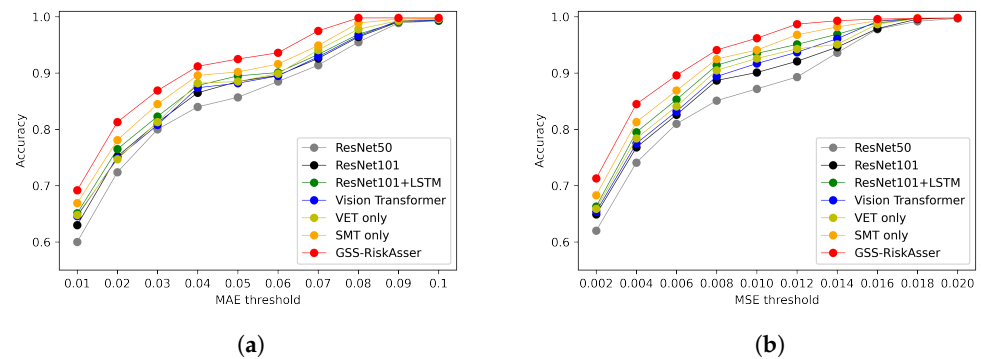 1.0
0.9
0.8
0.7
0.6
Accuracy
ResNet50
ResNet101
ResNet101+LSTM
Vision Transformer
VET only
SMT only
GSS-RiskAsser
0.01 0.02 0.03 0.04 0.05 0.06 0.07 0.08 0.09 0.1
MAE threshold
(a)
1.0
0.9
0.8
0.7
0.6
Accuracy
ResNet50
ResNet101
ResNet101+LSTM
Vision Transformer
VET only
SMT only
GSS-RiskAsser
0.002 0.004 0.006 0.008 0.010 0.012 0.014 0.016 0.018 0.020
MSE threshold
(b)